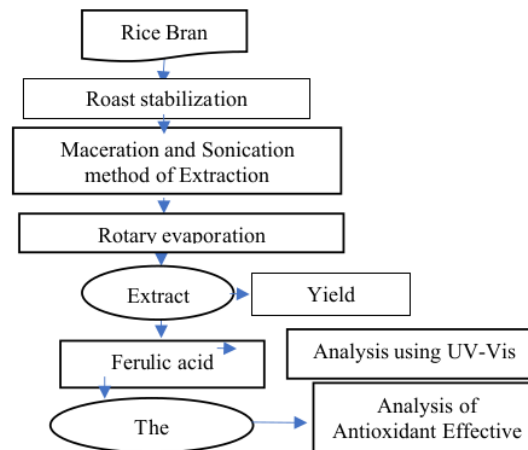 Rice Bran
Roast stabilization
Maceration and Sonication
method of Extraction
Rotary evaporation
Extract
Yield
Ferulic acid
Analysis using UV-Vis
The
Analysis of
Antioxidant Effective